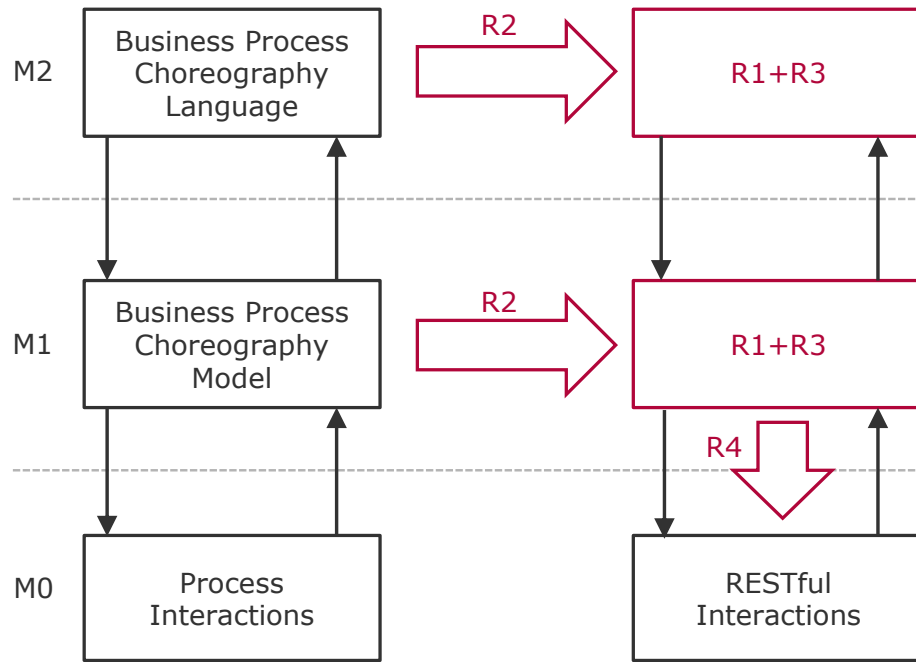 M2
Business Process
Choreography
Language
R2
R1+R3
M1
Business Process
Choreography
Model
R2
R1+R3
R4
M0
Process
Interactions
RESTful
Interactions